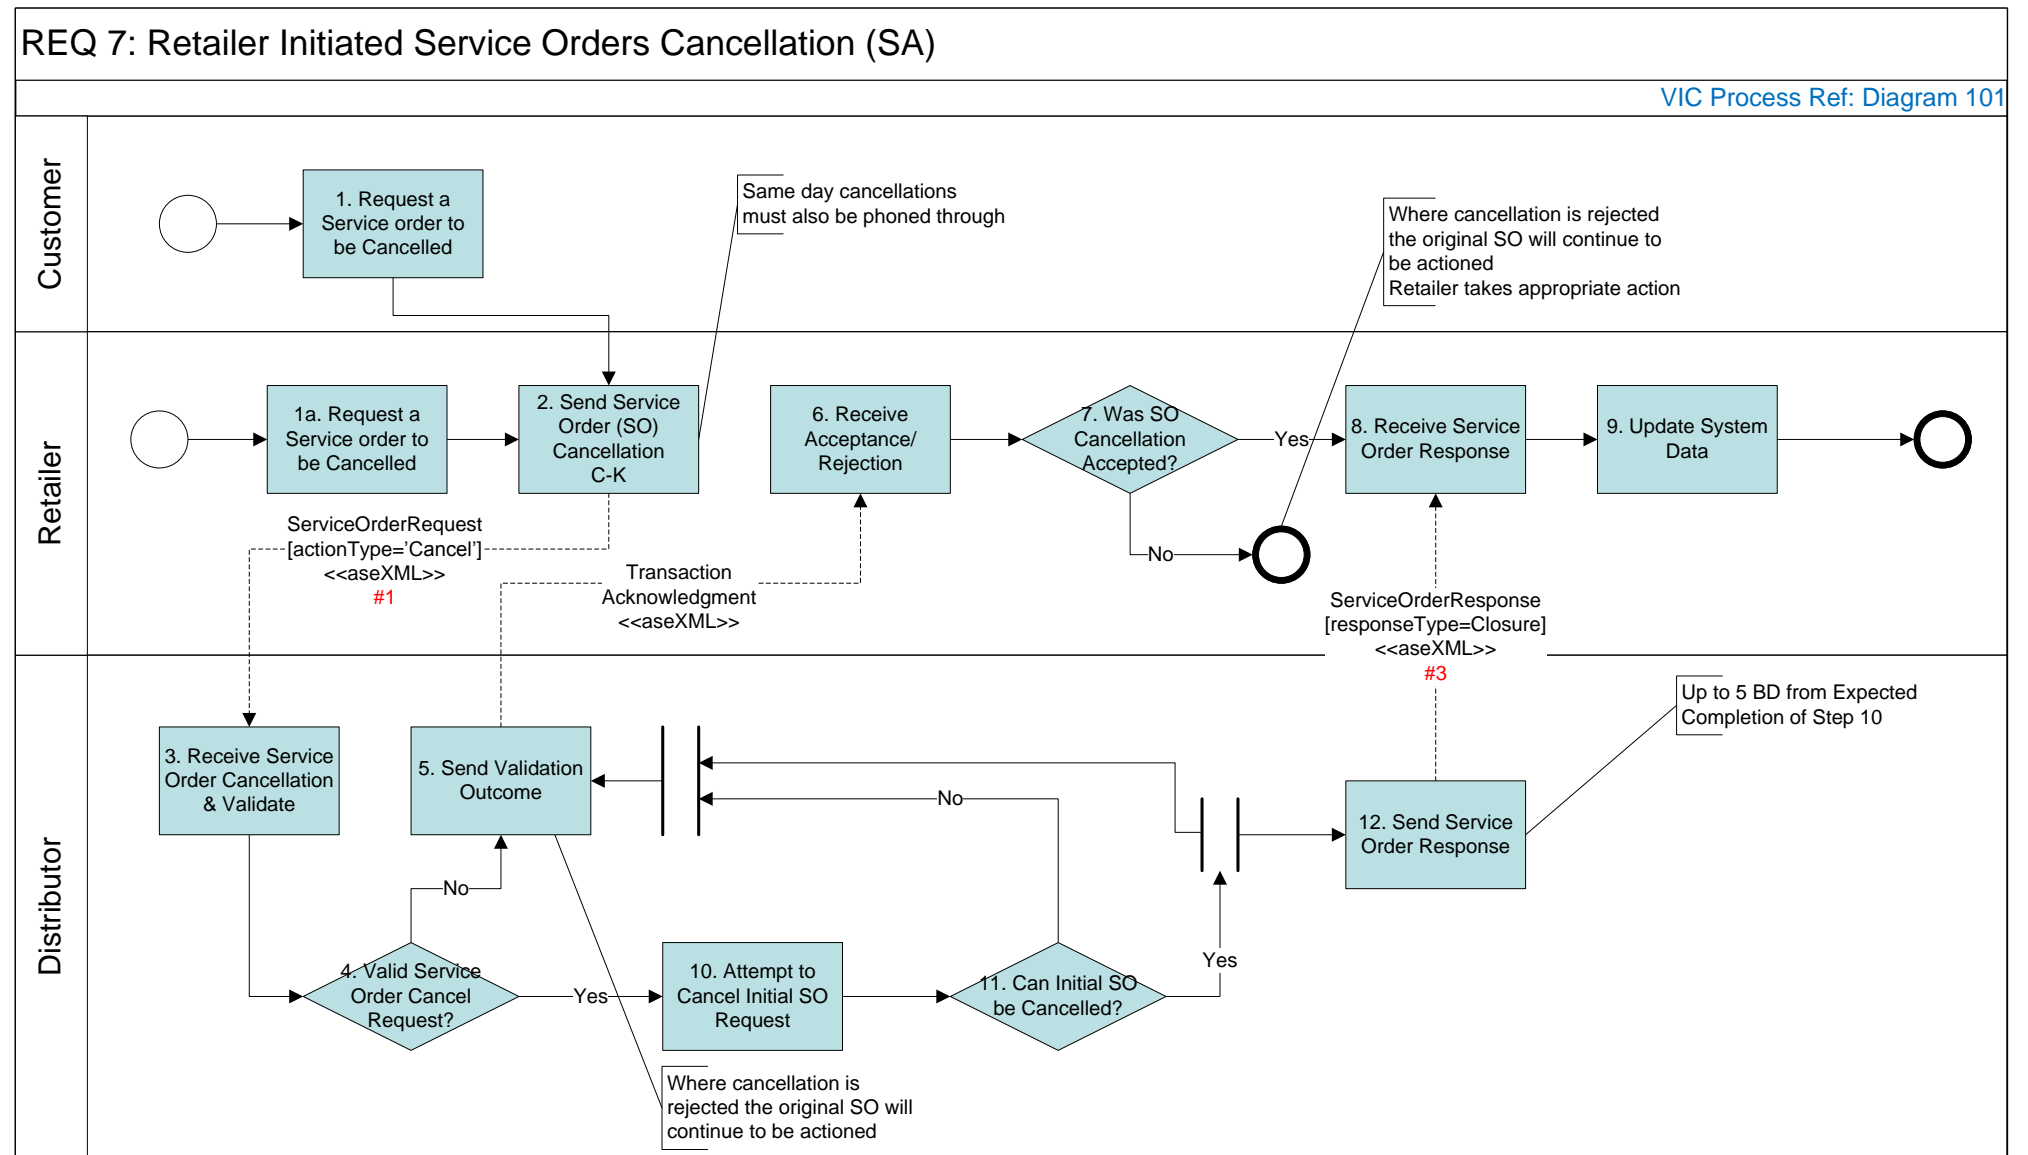 REQ 7: Retailer Initiated Service Orders Cancellation (SA)
VIC Process Ref: Diagram 101
Customer
1. Request a
Service order to
be Cancelled
Same day cancellations
must also be phoned through
Where cancellation is rejected
the original SO will continue to
be actioned
Retailer takes appropriate action
Retailer
1a. Request a
Service order to
be Cancelled
2. Send Service
Order (SO)
Cancellation
C-K
6. Receive
Acceptance/
Rejection
7. Was SO
Cancellation
Accepted?
Yes
8. Receive Service
Order Response
9. Update System
Data
No
ServiceOrderRequest
[actionType=’Cancel’]
<<aseXML>>
#1
Transaction
Acknowledgment
<<aseXML>>
ServiceOrderResponse
[responseType=Closure]
<<aseXML>>
#3
Distributor
3. Receive Service
Order Cancellation
& Validate
5. Send Validation
Outcome
No
12. Send Service
Order Response
Up to 5 BD from Expected
Completion of Step 10
No
4. Valid Service
Order Cancel
Request?
Yes
10. Attempt to
Cancel Initial SO
Request
11. Can Initial SO
be Cancelled?
Yes
Where cancellation is
rejected the original SO will
continue to be actioned